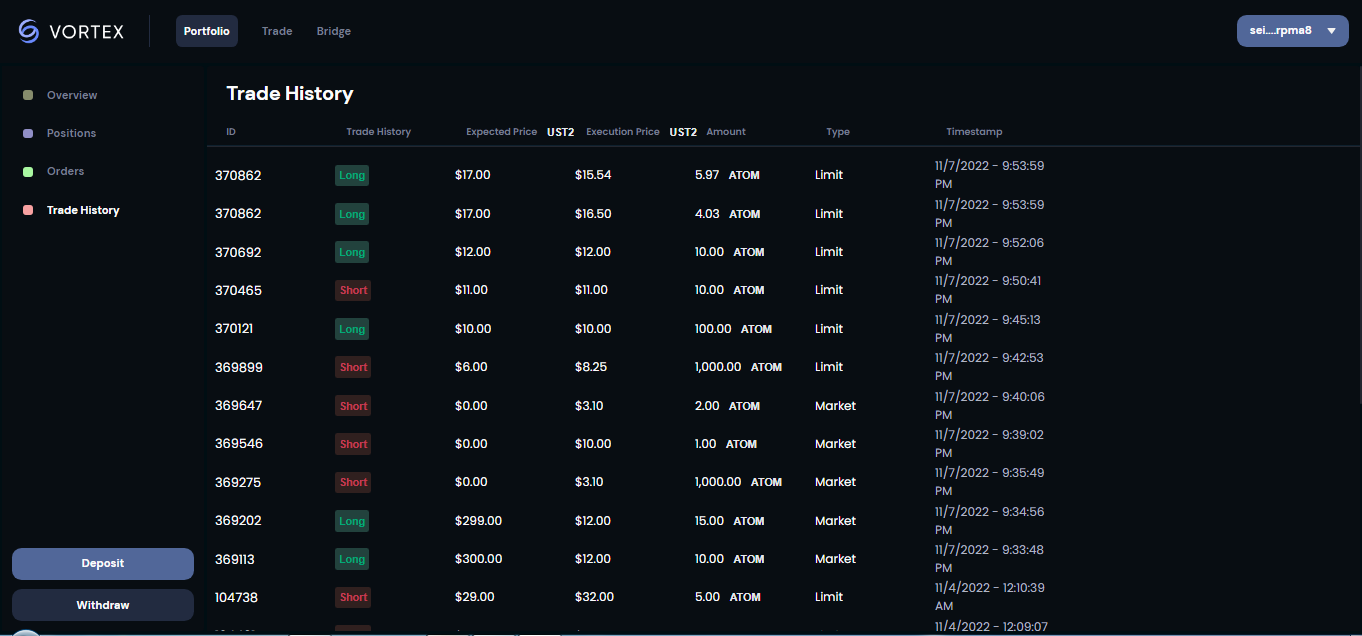 VORTEX Portfolio Trade Bridge sei....rpma8
Overview
Positions
Orders
Trade History
Deposit
Withdraw
Trade History
ID Trade History Expected Price UST2 Execution Price UST2 Amount Type Timestamp
370862 Long $17.00 $15.54 5.97 ATOM Limit 11/7/2022 - 9:53:59
PM
370862 Long $17.00 $16.50 4.03 ATOM Limit 11/7/2022 - 9:53:59
PM
370692 Long $12.00 $12.00 10.00 ATOM Limit 11/7/2022 - 9:52:06
PM
370465 Short $11.00 $11.00 10.00 ATOM Limit 11/7/2022 - 9:50:41
PM
370121 Long $10.00 $10.00 100.00 ATOM Limit 11/7/2022 - 9:45:13
PM
369899 Short $6.00 $8.25 1,000.00 ATOM Limit 11/7/2022 - 9:42:53
PM
369647 Short $0.00 $3.10 2.00 ATOM Market 11/7/2022 - 9:40:06
PM
369546 Short $0.00 $10.00 1.00 ATOM Market 11/7/2022 - 9:39:02
PM
369275 Short $0.00 $3.10 1,000.00 ATOM Market 11/7/2022 - 9:35:49
PM
369202 Long $299.00 $12.00 15.00 ATOM Market 11/7/2022 - 9:34:56
PM
369113 Long $300.00 $12.00 10.00 ATOM Market 11/7/2022 - 9:33:48
PM
104738 Short $29.00 $32.00 5.00 ATOM Limit 11/4/2022 - 12:10:39
AM
11/4/2022 - 12:09:07